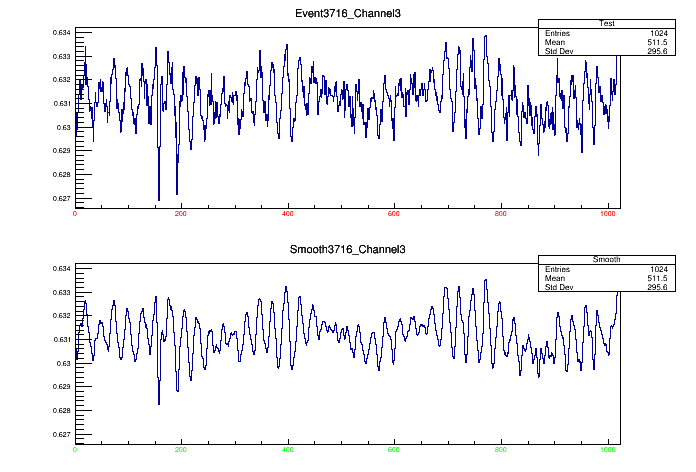 Event3716_Channel3
Test
Entries 1024
Mean 511.5
Std Dev 295.6
0.634
0.633
0.632
0.631
0.63
0.629
0.628
0.627
0 200 400 600 800 1000
Smooth3716_Channel3
Smooth
Entries 1024
Mean 511.5
Std Dev 295.6
0.634
0.633
0.632
0.631
0.63
0.629
0.628
0.627
0 200 400 600 800 1000